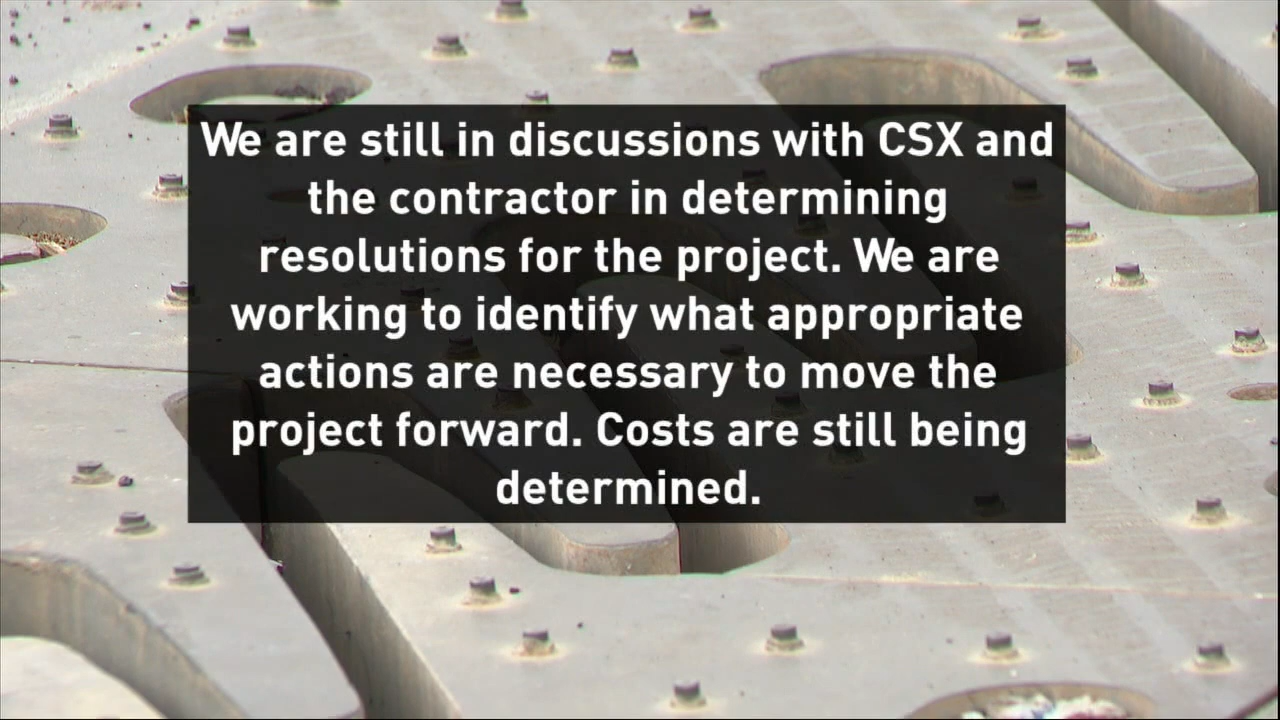 We are still in discussions with CSX and
the contractor in determining
resolutions for the project. We are
working to identify what appropriate
actions are necessary to move the
project forward. Costs are still being
determined.